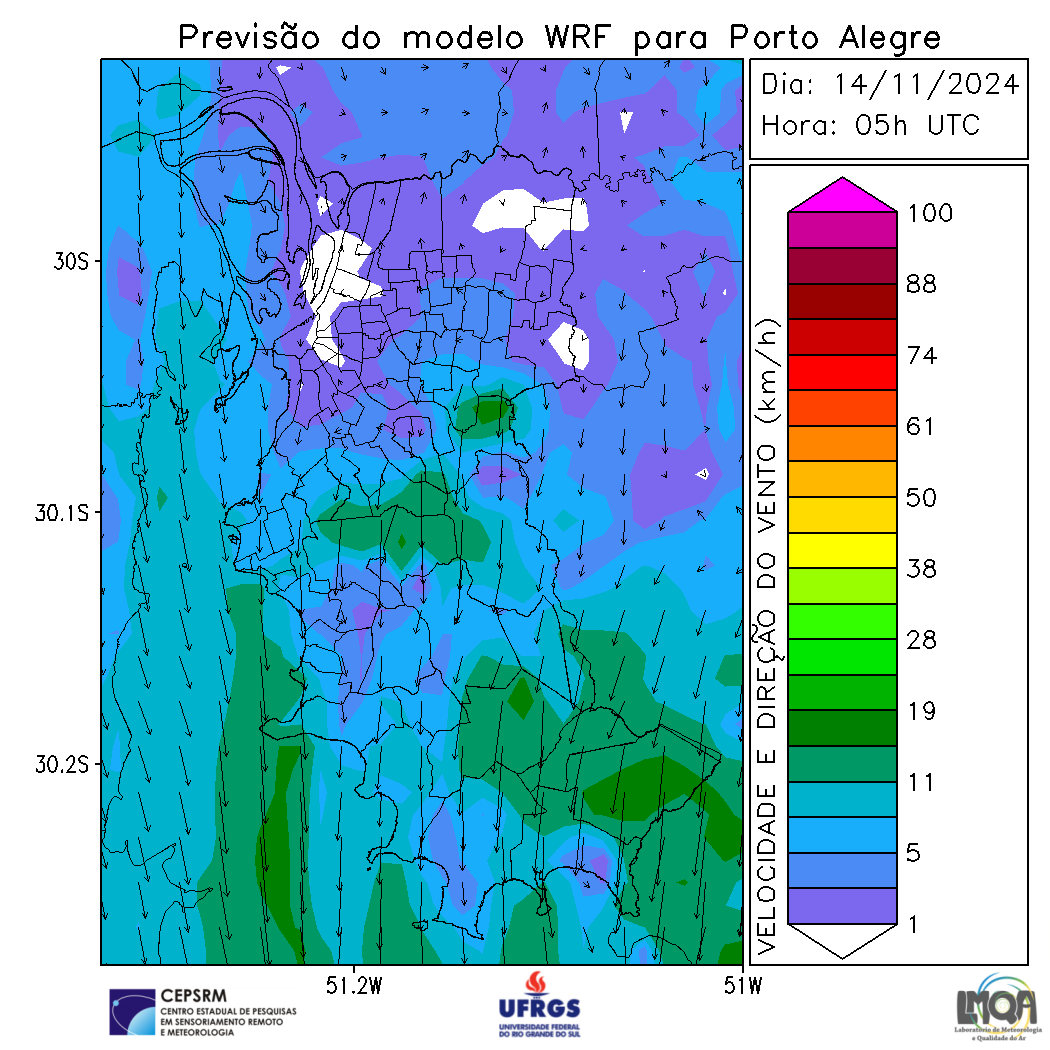 Previsão do modelo WRF para Porto Alegre
Dia: 14/11/2024
Hora: 05h UTC
30S
30.1S
30.2S
51.2W
51W
VELOCIDADE E DIREÇÃO DO VENTO (km/h)
100
88
74
61
50
38
28
19
11
5
1
CEPSRM
CENTRO ESTADUAL DE PESQUISAS
EM SENSORIAMENTO REMOTO
E METEOROLOGIA
UFRGS
UNIVERSIDADE FEDERAL
DO RIO GRANDE DO SUL
LMQA
Laboratório de Meteorologia
e Qualidade do Ar